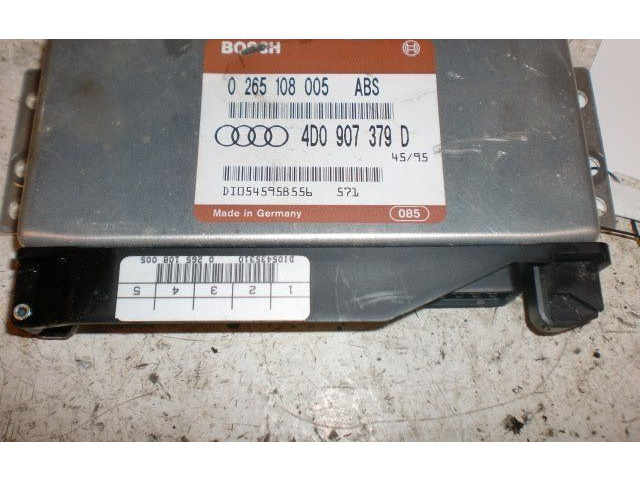 BOSCH
0 265 108 005 ABS
4D0 907 379 D
45/95
DI054595B556 571
Made in Germany 085
DI05495310 0 265 108 005
1 2 3 4 5